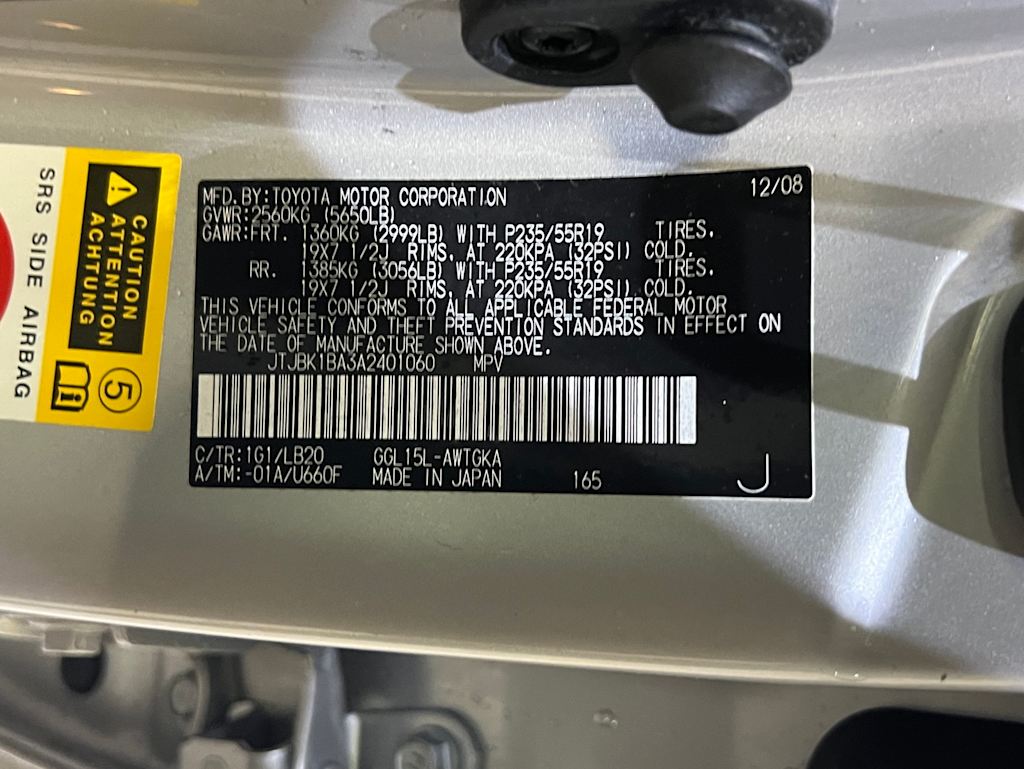 SRS SIDE AIRBAG
CAUTION
ATTENTION
ACHTUNG
5
12/08
MFD.BY:TOYOTA MOTOR CORPORATION
GVWR:2560KG (5650LB)
GAWR:FRT. 1360KG (2999LB) WITH P235/55R19 TIRES.
19X7 1/2J RIMS. AT 220KPA (32PSI) COLD.
RR. 1385KG (3056LB) WITH P235/55R19 TIRES.
19X7 1/2J RIMS. AT 220KPA (32PSI) COLD.
THIS VEHICLE CONFORMS TO ALL APPLICABLE FEDERAL MOTOR
VEHICLE SAFETY AND THEFT PREVENTION STANDARDS IN EFFECT ON
THE DATE OF MANUFACTURE SHOWN ABOVE.
JTJBK1BA3A2401060 MPV
C/TR:1G1/LB20 GGL15L-AWTGKA
A/TM:-01A/U660F MADE IN JAPAN 165 J